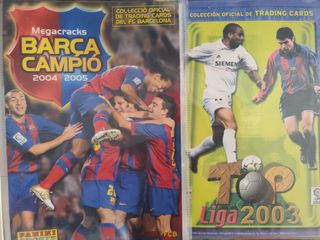 Megacracks
BARÇA
CAMPIÓ
2004 - 2005
COL·LECCIÓ OFICIAL
DE TRADING CARDS
DEL FC BARCELONA
FCB
PANINI
COLECCIÓN OFICIAL DE TRADING CARDS
TOP
Liga 2003